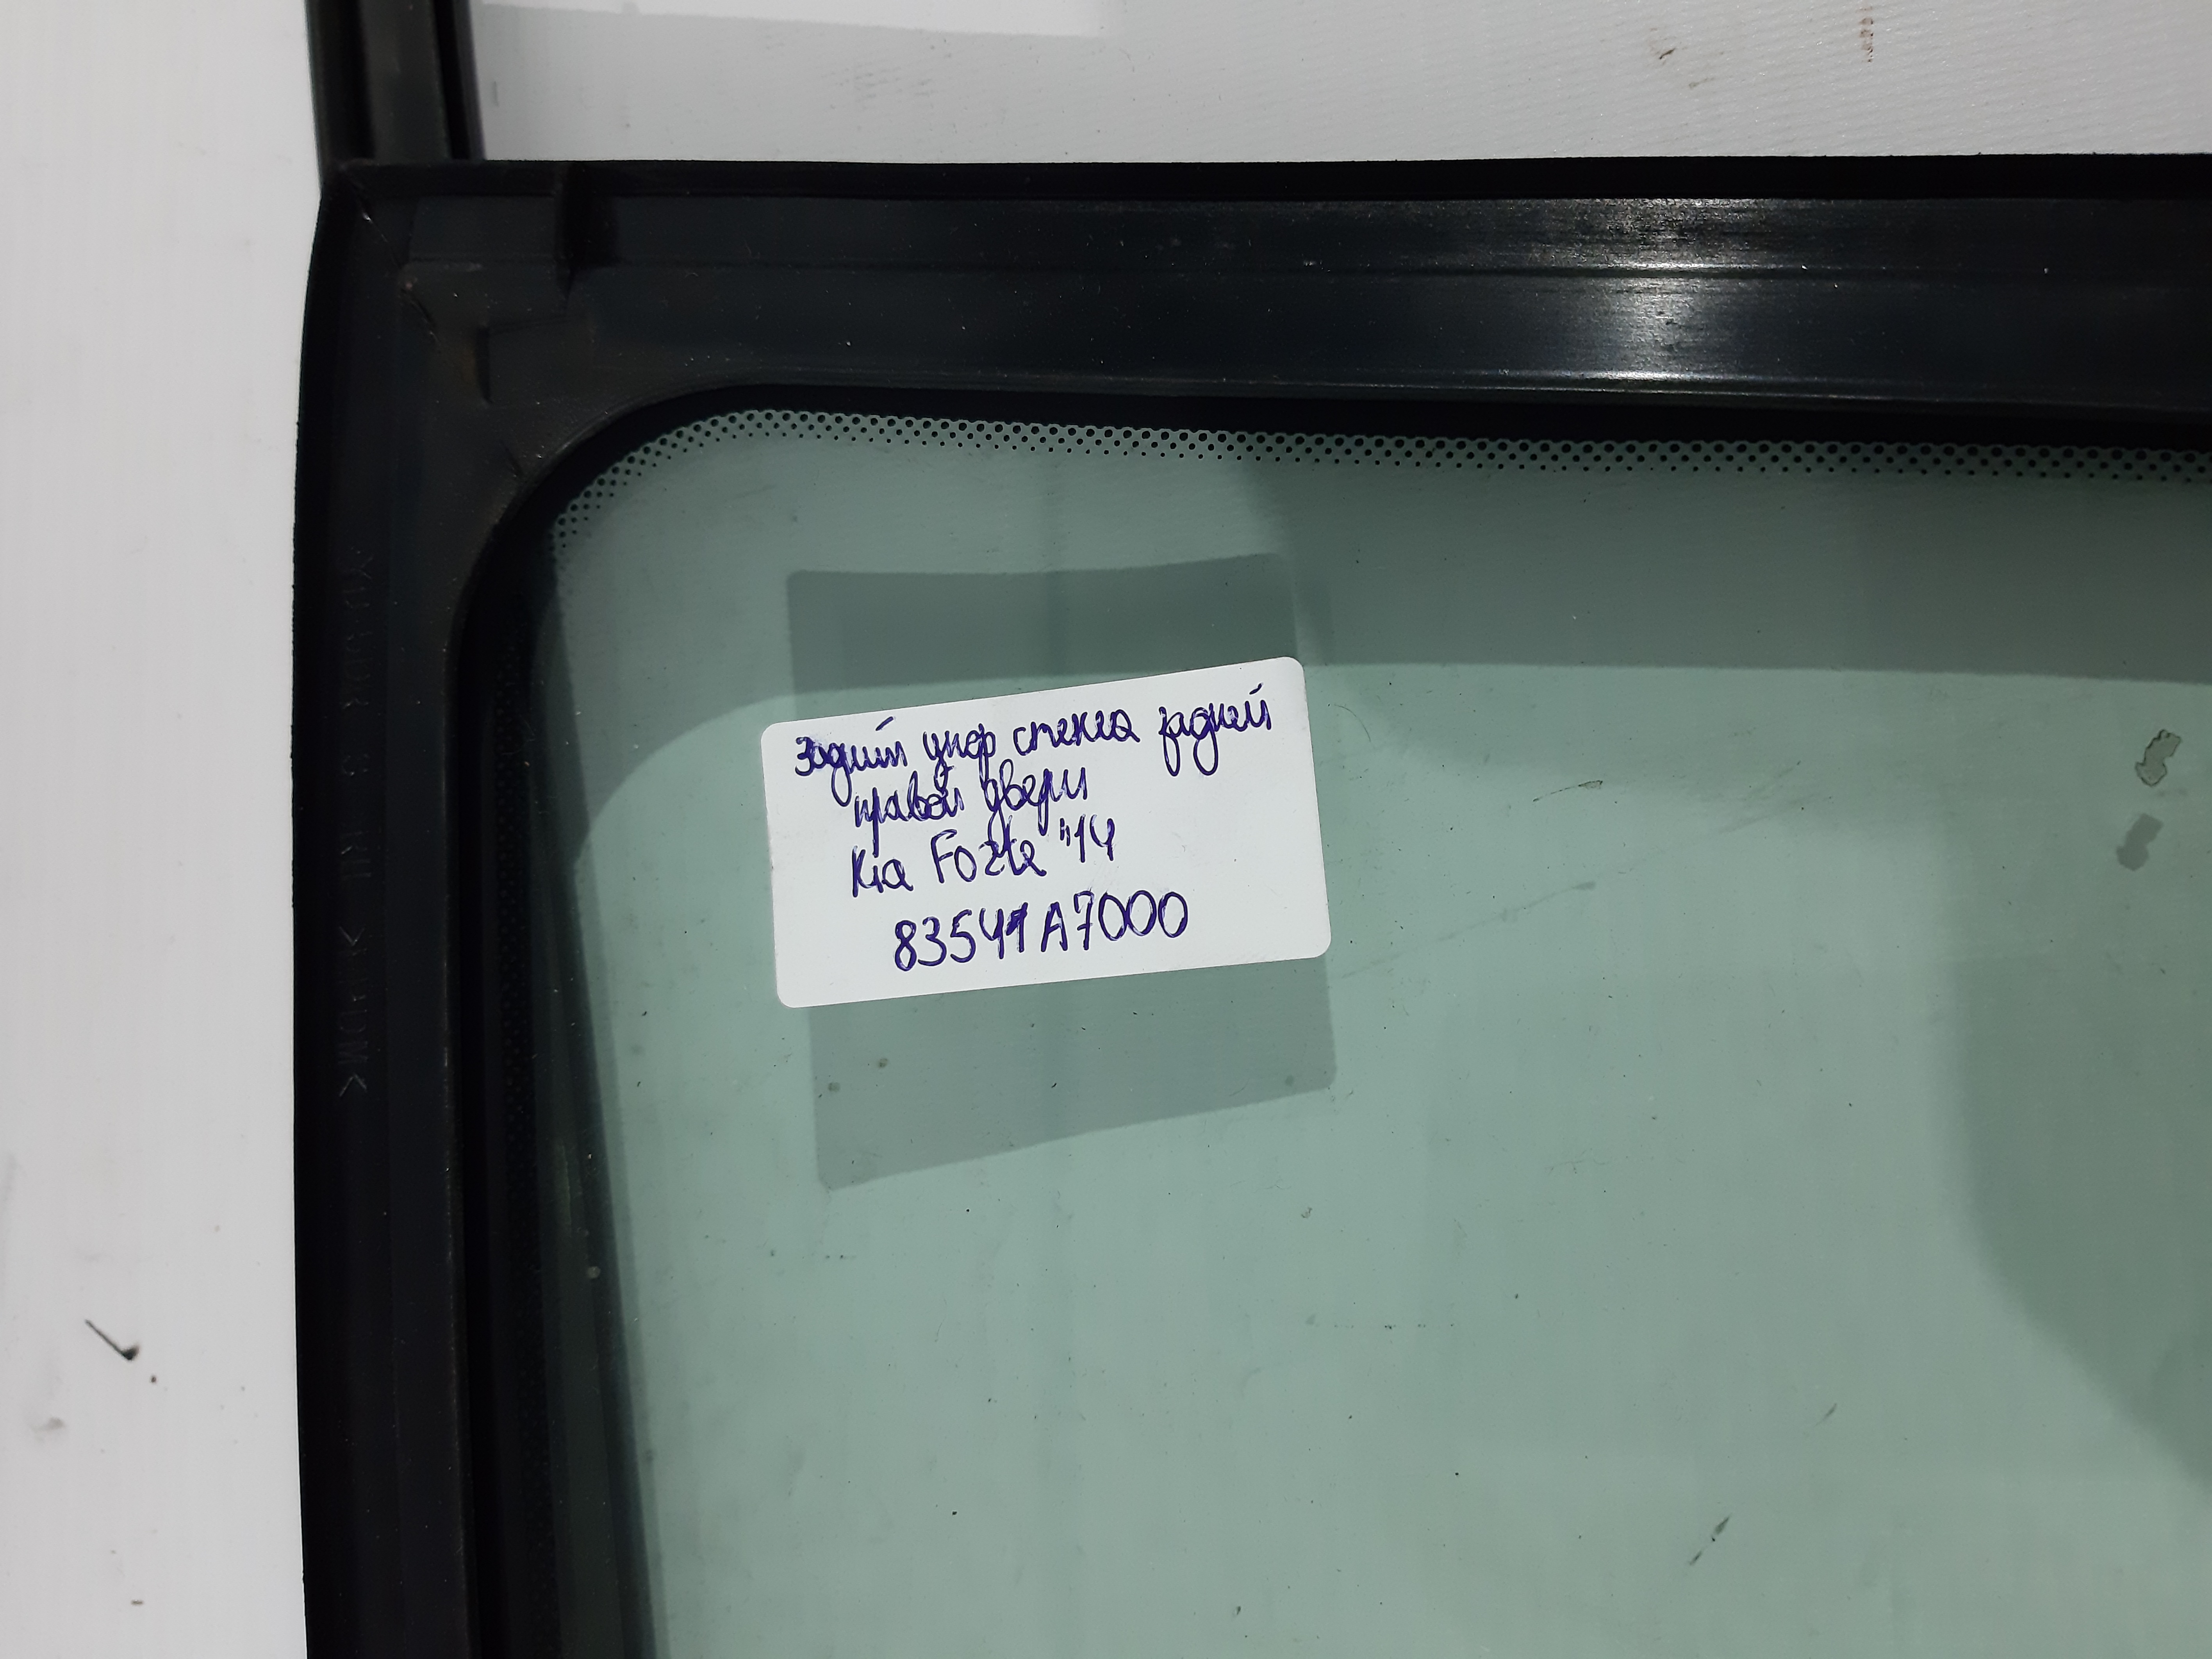 Задний упор стекла задней
правой двери
Kia Forte "14
83541A7000